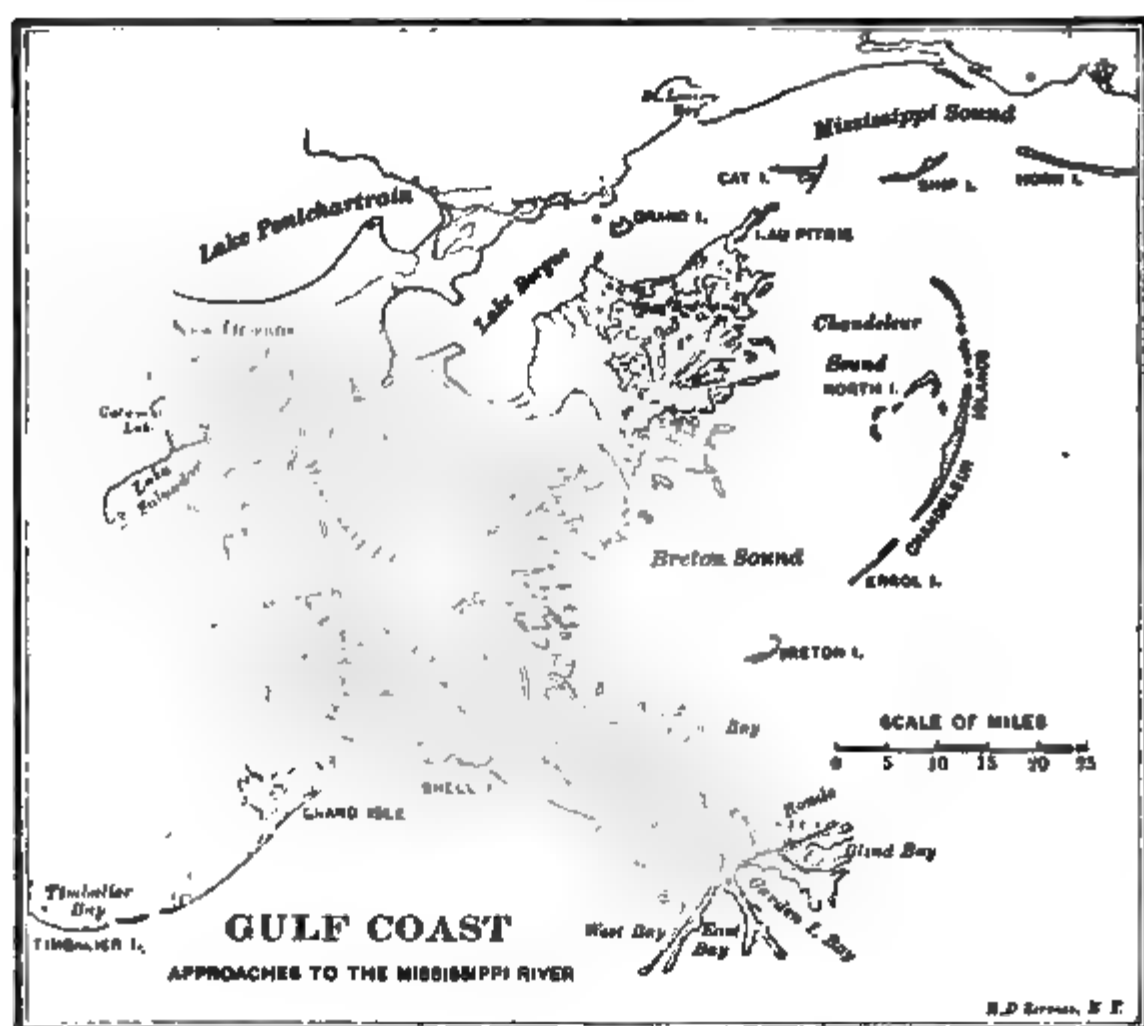 Mississippi Sound
CAT I.
SHIP I.
HORN I.
Lake Pontchartrain
GRAND I.
Lake Borgne
Chandeleur
Sound
NORTH I.
CHANDELEUR ISLANDS
Lake
Breton Sound
ERROL I.
BRETON I.
Bay
SCALE OF MILES
0 5 10 15 20 25
SHELL I.
GRAND ISLE
Blind Bay
Timbalier
Bay
TIMBALIER I.
West Bay
East
Bay
Garden I. Bay
GULF COAST
APPROACHES TO THE MISSISSIPPI RIVER